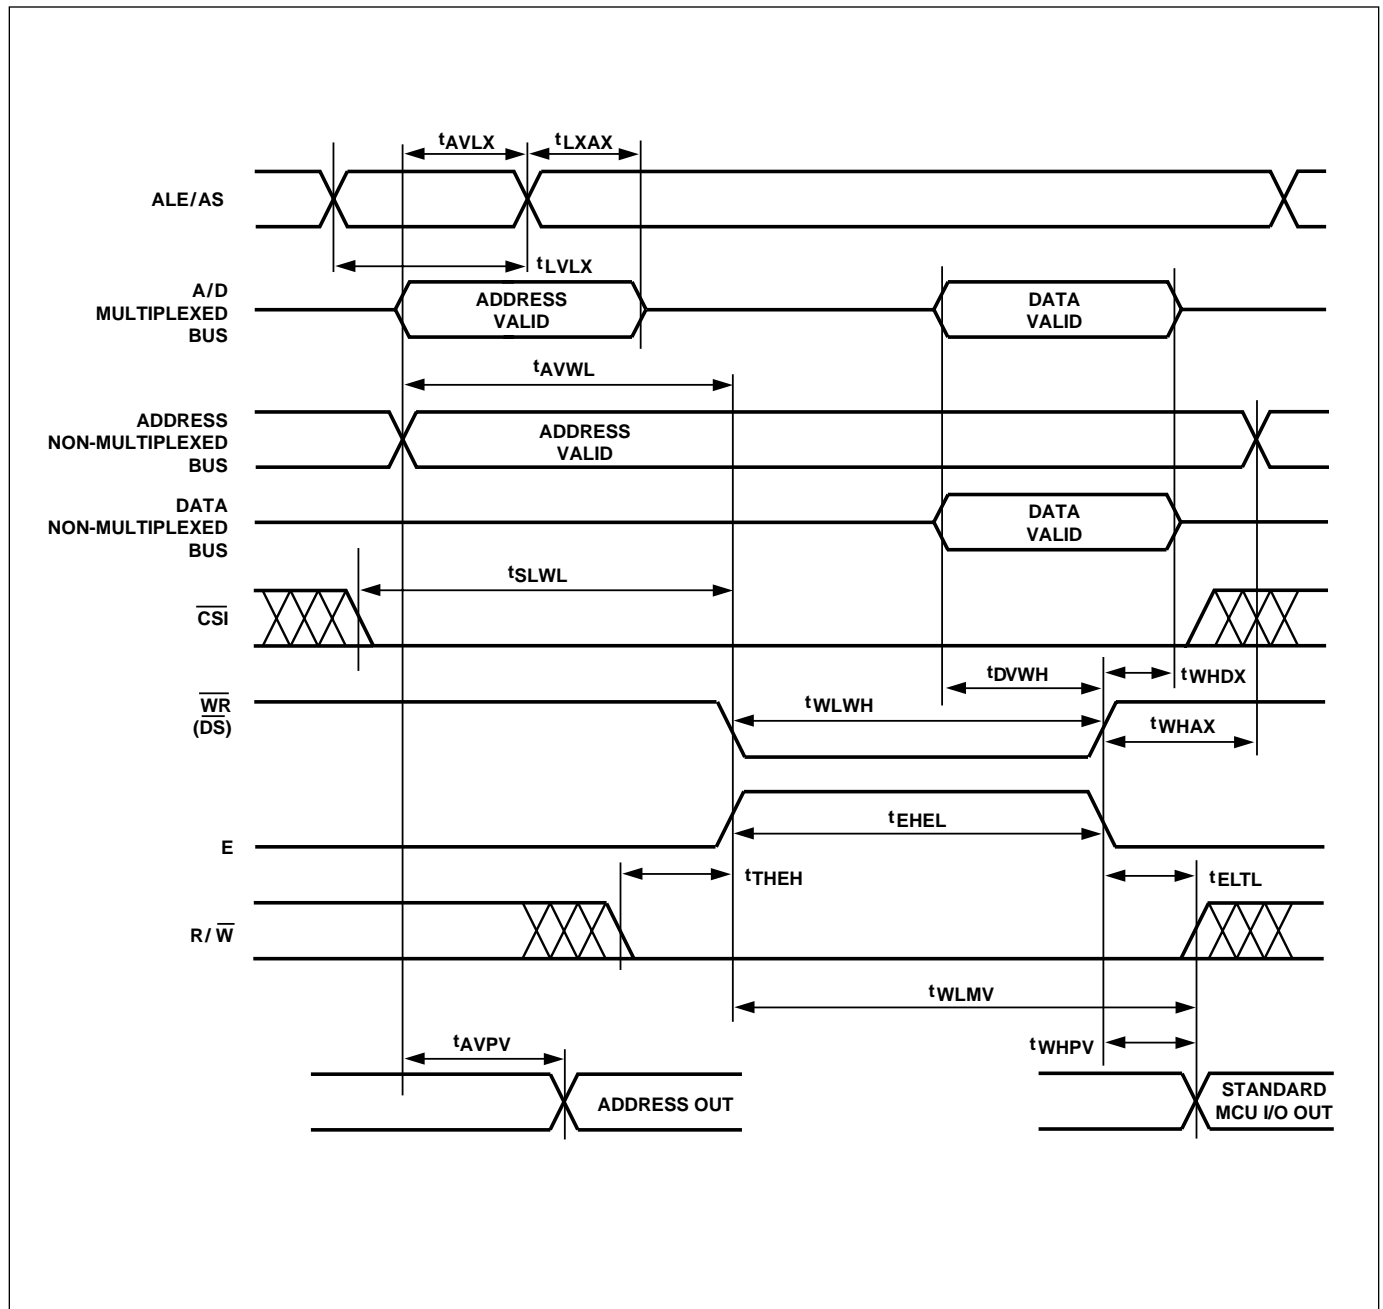 tAVLX
tLXAX
ALE/AS
tLVLX
A/D
MULTIPLEXED
BUS
ADDRESS
VALID
DATA
VALID
tAVWL
ADDRESS
NON-MULTIPLEXED
BUS
ADDRESS
VALID
DATA
NON-MULTIPLEXED
BUS
DATA
VALID
tSLWL
CSI
tDVWH
tWHDX
WR
(DS)
tWLWH
tWHAX
tEHEL
E
tTHEH
tELTL
R/W
tWLMV
tAVPV
tWHPV
ADDRESS OUT
STANDARD
MCU I/O OUT